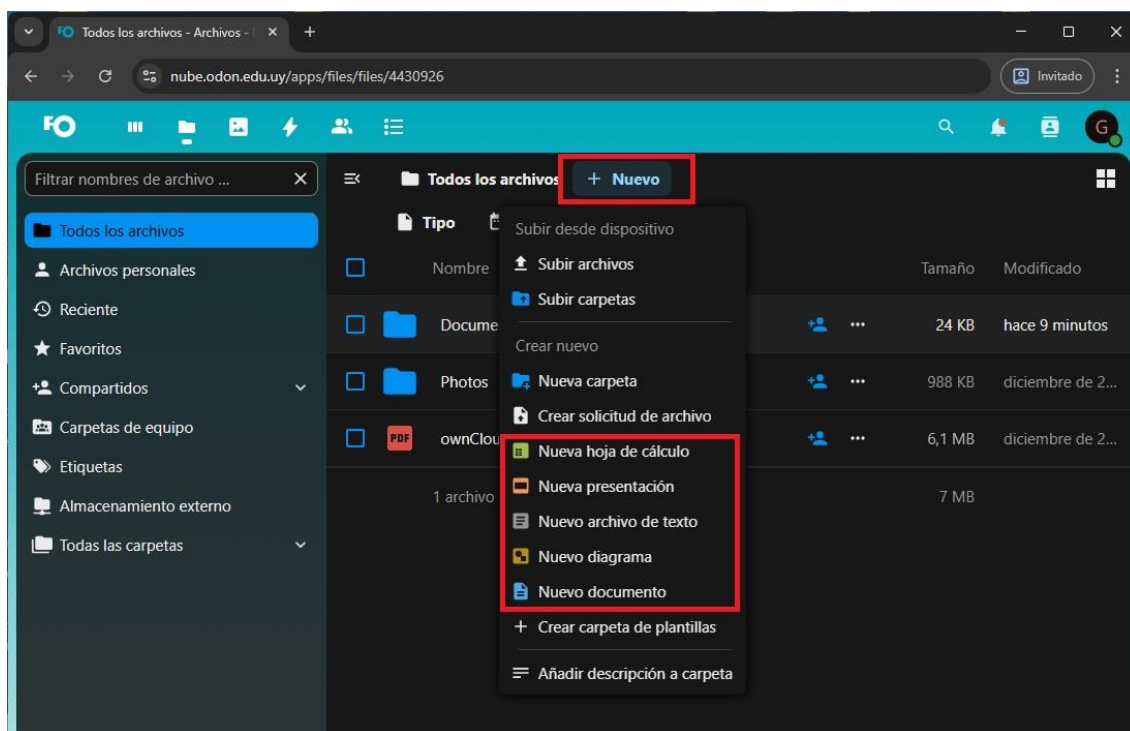 Todos los archivos - Archivos -
nube.odon.edu.uy/apps/files/files/4430926
Invitado
FO
G
Filtrar nombres de archivo ...
Todos los archivos
+ Nuevo
Todos los archivos
Tipo
Subir desde dispositivo
Archivos personales
Nombre
Subir archivos
Tamaño
Modificado
Reciente
Subir carpetas
Docume
24 KB
hace 9 minutos
Favoritos
Crear nuevo
Compartidos
Photos
Nueva carpeta
988 KB
diciembre de 2...
Crear solicitud de archivo
Carpetas de equipo
PDF
ownClou
6,1 MB
diciembre de 2...
Nueva hoja de cálculo
Etiquetas
Nueva presentación
1 archivo
7 MB
Almacenamiento externo
Nuevo archivo de texto
Todas las carpetas
Nuevo diagrama
Nuevo documento
+ Crear carpeta de plantillas
Añadir descripción a carpeta